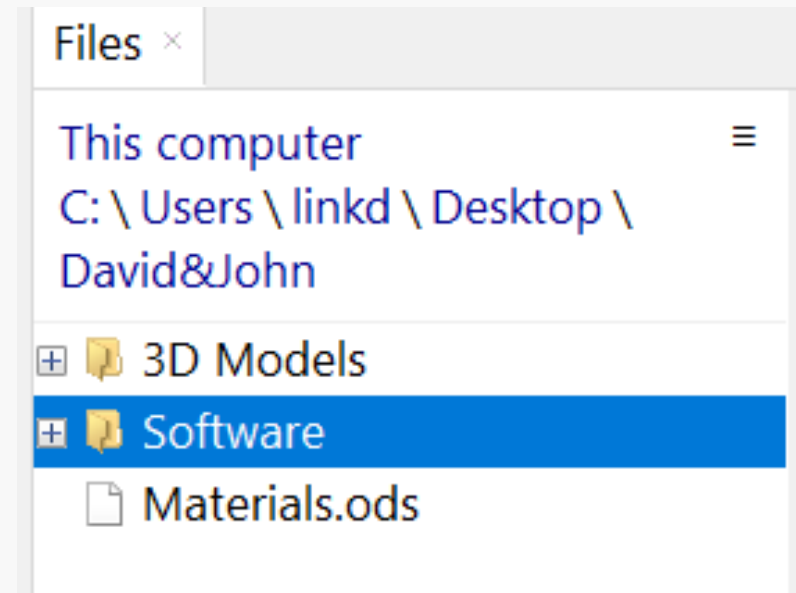 Files ×
This computer
C: \ Users \ linkd \ Desktop \
David&John
3D Models
Software
Materials.ods